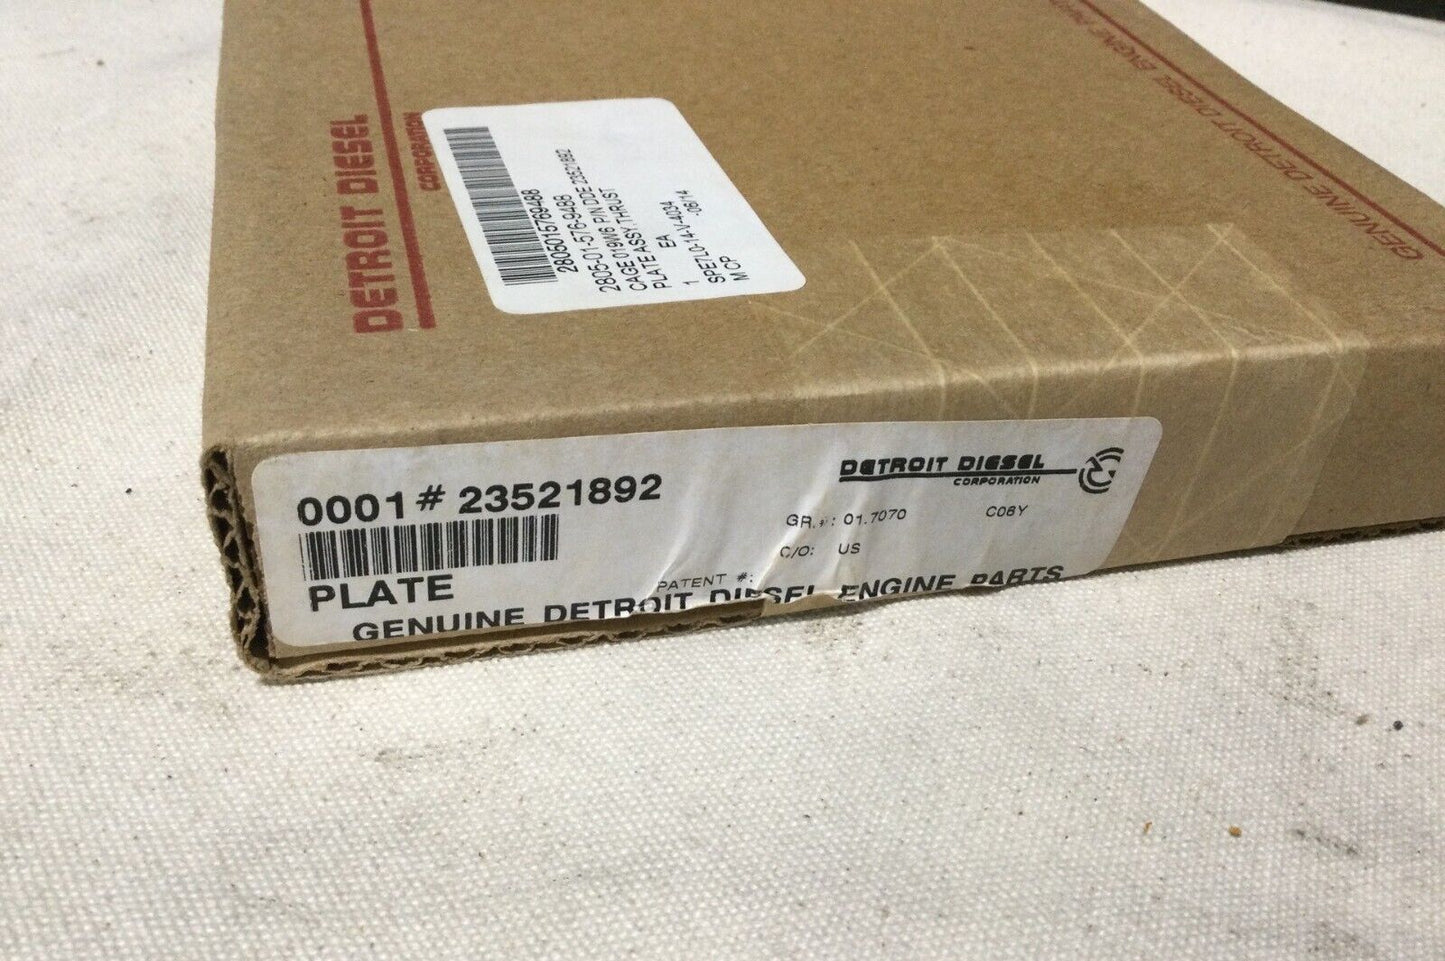 DETROIT DIESEL
CORPORATION
GENUINE DETROIT DIESEL ENGINE PARTS
2805015769488
2805-01-576-9488
CAGE 019W6 P/N DDE 23521892
PLATE ASSY THRUST
EA
1
SPE7L0-14-V-4034
06/14
M CP
0001# 23521892
PLATE
DETROIT DIESEL
CORPORATION
GR.#: 01.7070 C06Y
C/O: US
PATENT #:
GENUINE DETROIT DIESEL ENGINE PARTS